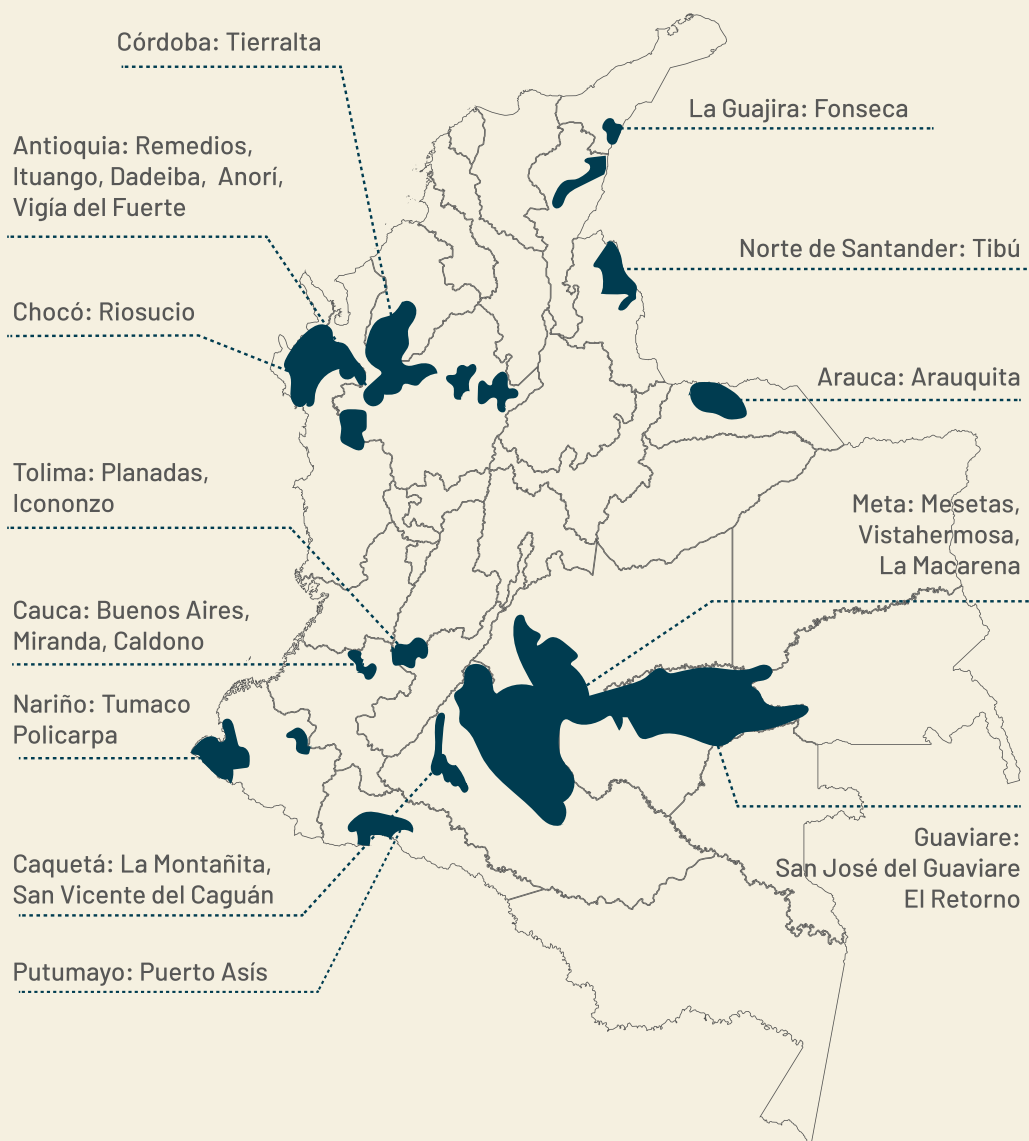 Córdoba: Tierralta
La Guajira: Fonseca
Antioquia: Remedios,
Ituango, Dadeiba, Anorí,
Vigía del Fuerte
Norte de Santander: Tibú
Chocó: Riosucio
Arauca: Arauquita
Tolima: Planadas,
Icononzo
Meta: Mesetas,
Vistahermosa,
La Macarena
Cauca: Buenos Aires,
Miranda, Caldono
Nariño: Tumaco
Policarpa
Guaviare:
San José del Guaviare
El Retorno
Caquetá: La Montañita,
San Vicente del Caguán
Putumayo: Puerto Asís